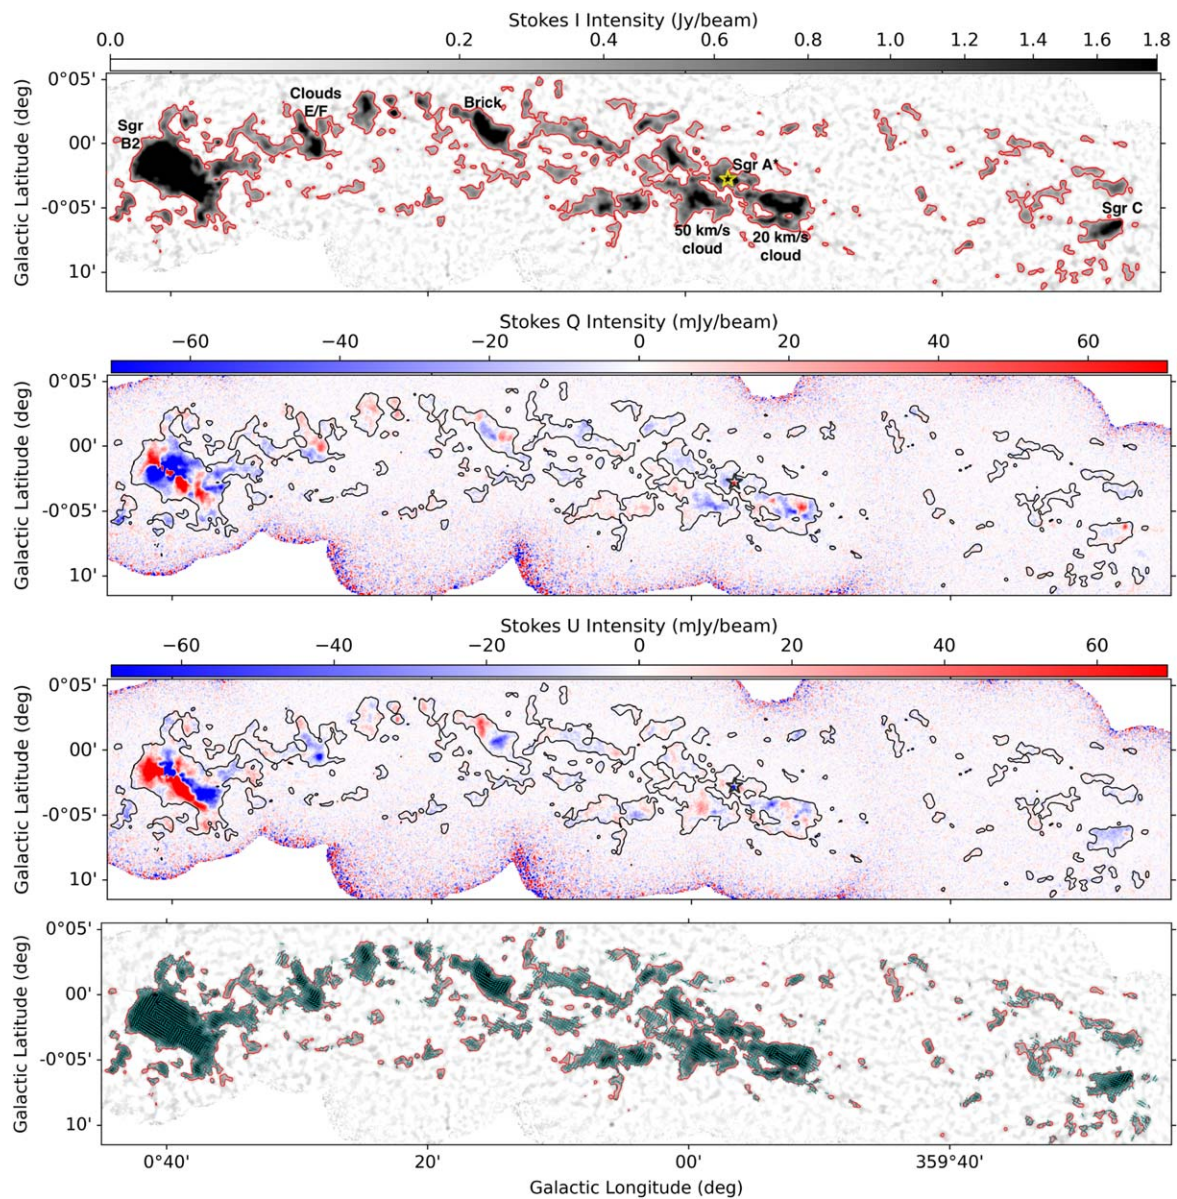 Stokes I Intensity (Jy/beam)
0.0 0.2 0.4 0.6 0.8 1.0 1.2 1.4 1.6 1.8
Galactic Latitude (deg)
0°05'
00'
-0°05'
10'
Sgr
B2
Clouds
E/F
Brick
Sgr A*
50 km/s
cloud
20 km/s
cloud
Sgr C
Stokes Q Intensity (mJy/beam)
−60 −40 −20 0 20 40 60
Galactic Latitude (deg)
0°05'
00'
-0°05'
10'
Stokes U Intensity (mJy/beam)
−60 −40 −20 0 20 40 60
Galactic Latitude (deg)
0°05'
00'
-0°05'
10'
Galactic Latitude (deg)
0°05'
00'
-0°05'
10'
0°40' 20' 00' 359°40'
Galactic Longitude (deg)